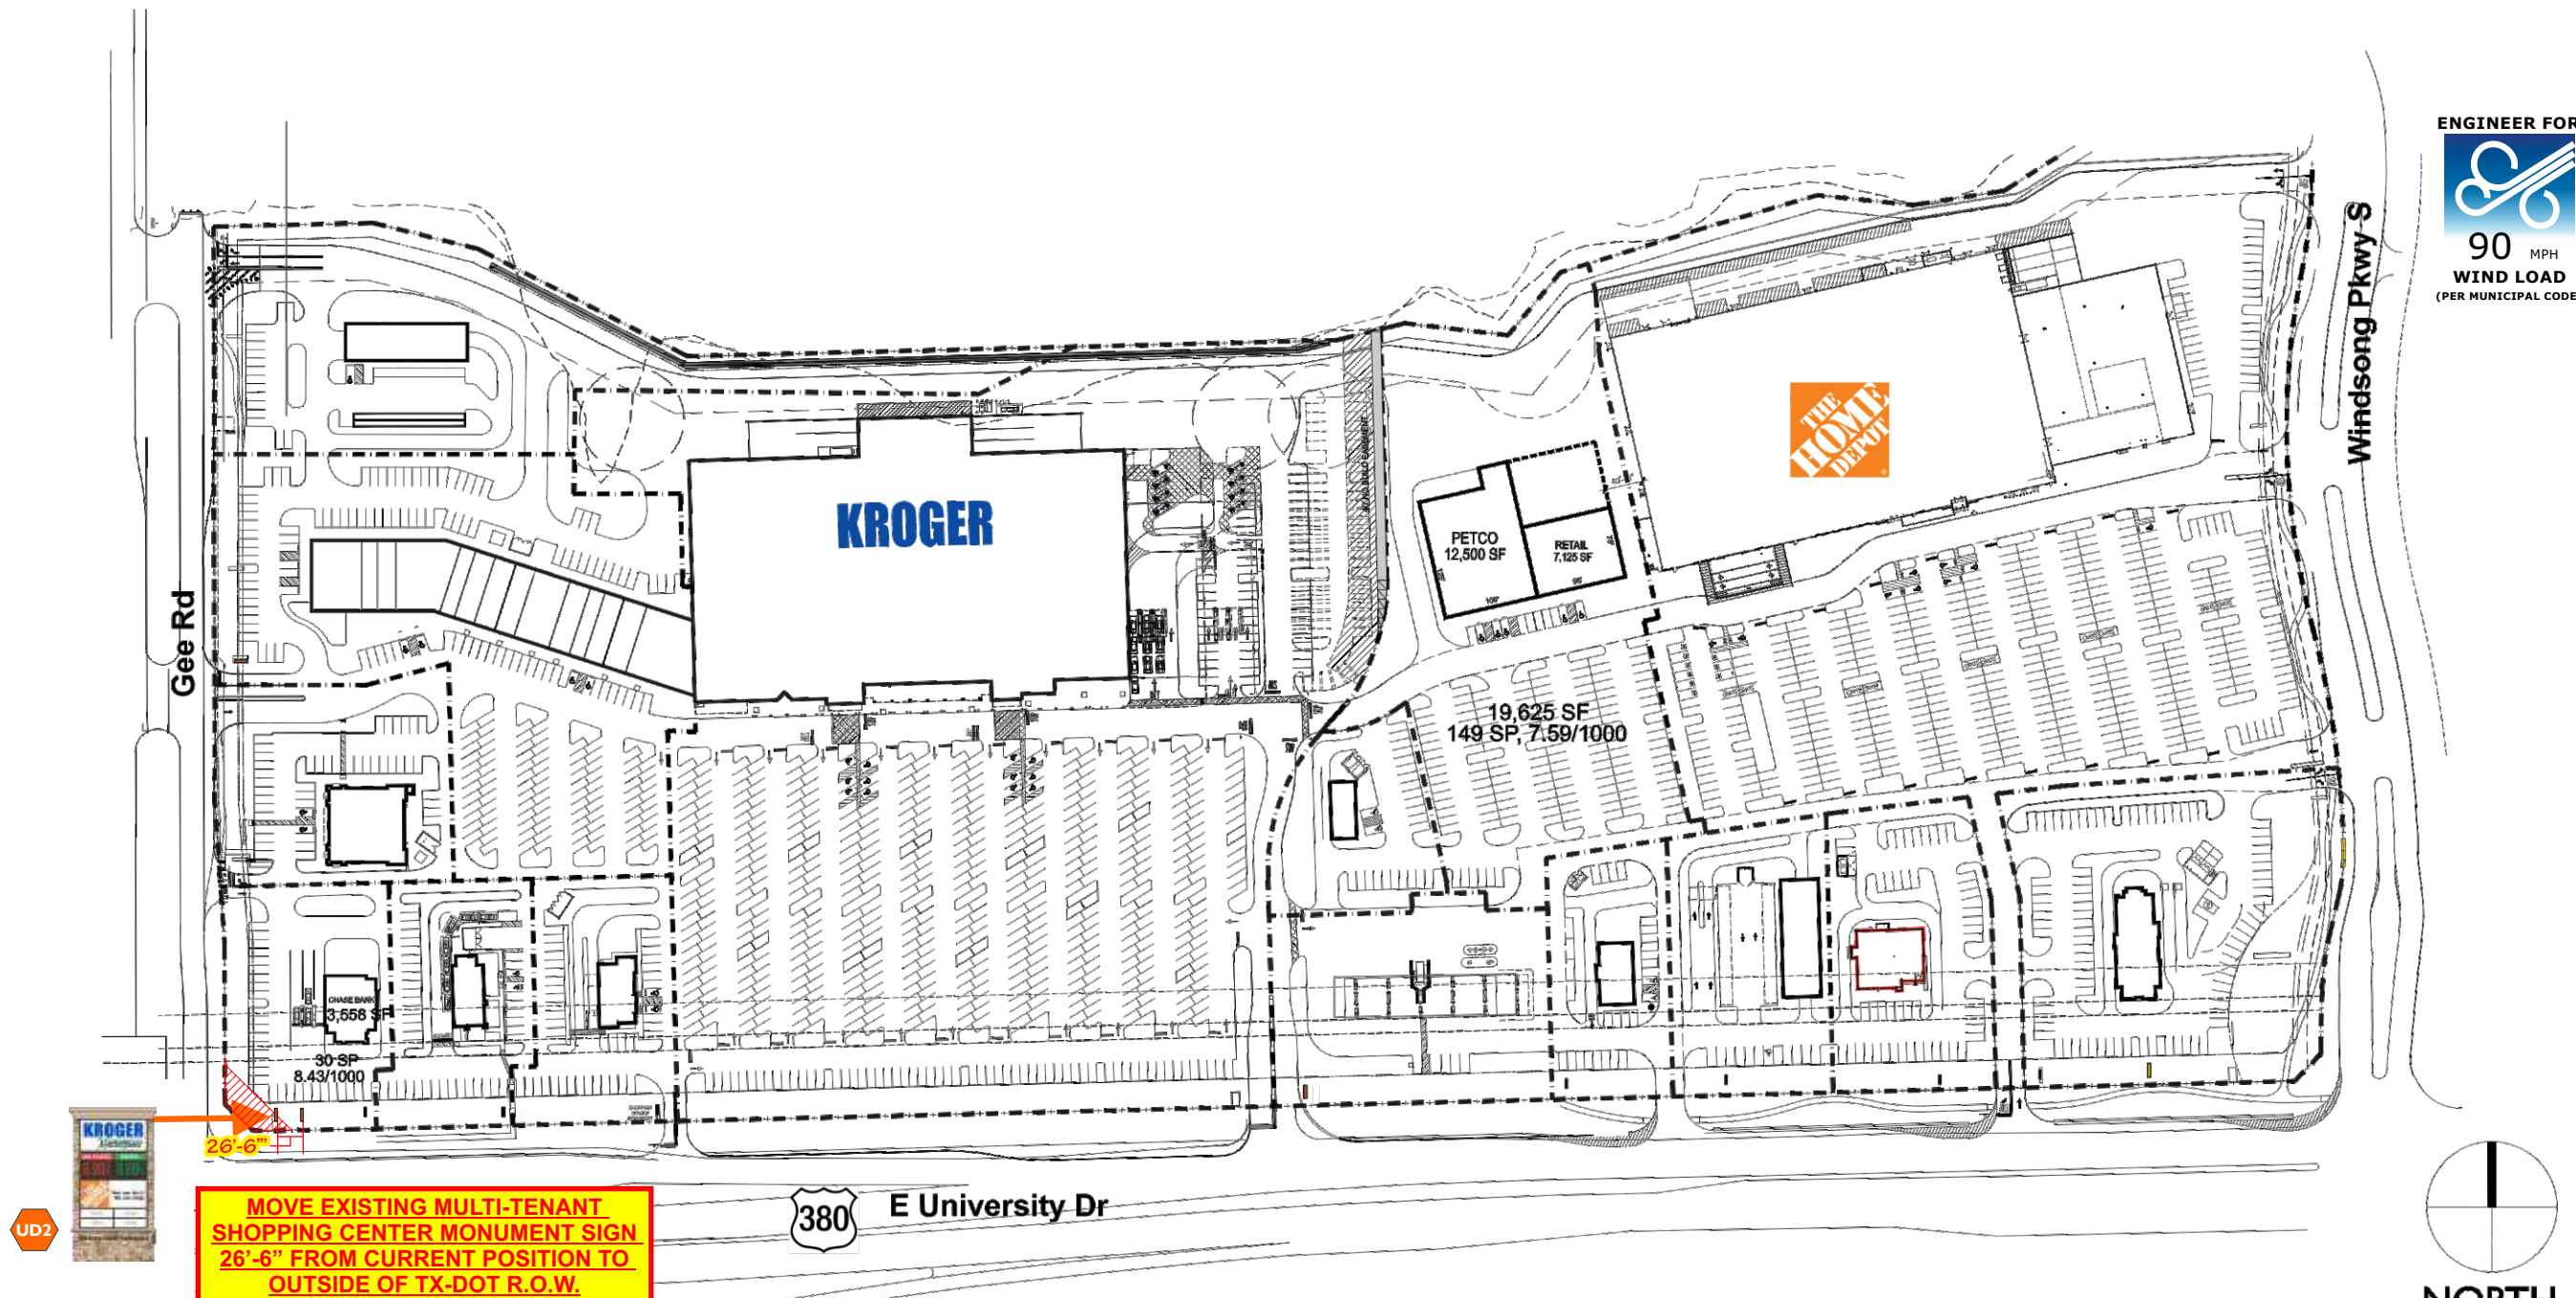 ENGINEER FOR
90 MPH
WIND LOAD
(PER MUNICIPAL CODE
Windsong Pkwy S
THE
HOME
DEPOT
KROGER
PETCO
12,500 SF
RETAIL
7,125 SF
Gee Rd
19,625 SF
149 SP, 7.59/1000
CHASE BANK
3,558 SF
30 SP
8.43/1000
KROGER
26'-6"'
UD2
MOVE EXISTING MULTI-TENANT
SHOPPING CENTER MONUMENT SIGN
26'-6” FROM CURRENT POSITION TO
OUTSIDE OF TX-DOT R.O.W.
380
E University Dr
NORTH